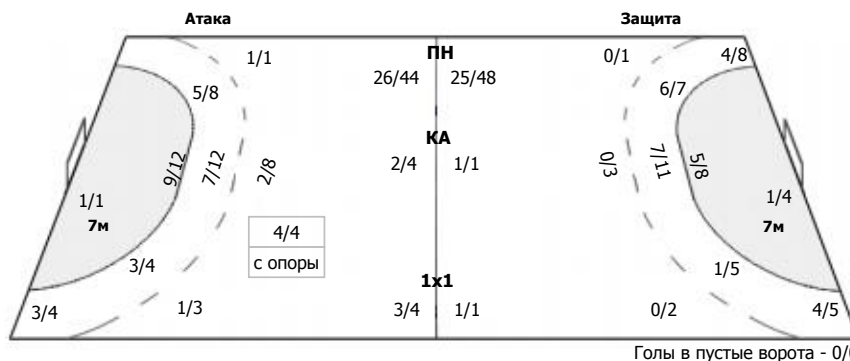 Атака Защита
1/1 ПН 0/1 4/8
26/44 25/48
5/8 6/7
КА
9/12 7/12 2/8 2/4 1/1 0/3 7/11 5/8
1/1 1/4
7м 7м
4/4
с опоры
3/4 1/5
1х1
3/4 1/3 3/4 1/1 0/2 4/5
Голы в пустые ворота - 0/